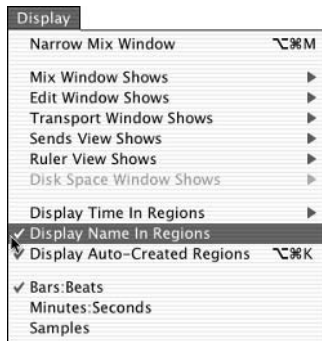 Display
Narrow Mix Window ⌥⌘M
Mix Window Shows
Edit Window Shows
Transport Window Shows
Sends View Shows
Ruler View Shows
Disk Space Window Shows
Display Time In Regions
Display Name In Regions
Display Auto-Created Regions ⌥⌘K
Bars:Beats
Minutes:Seconds
Samples